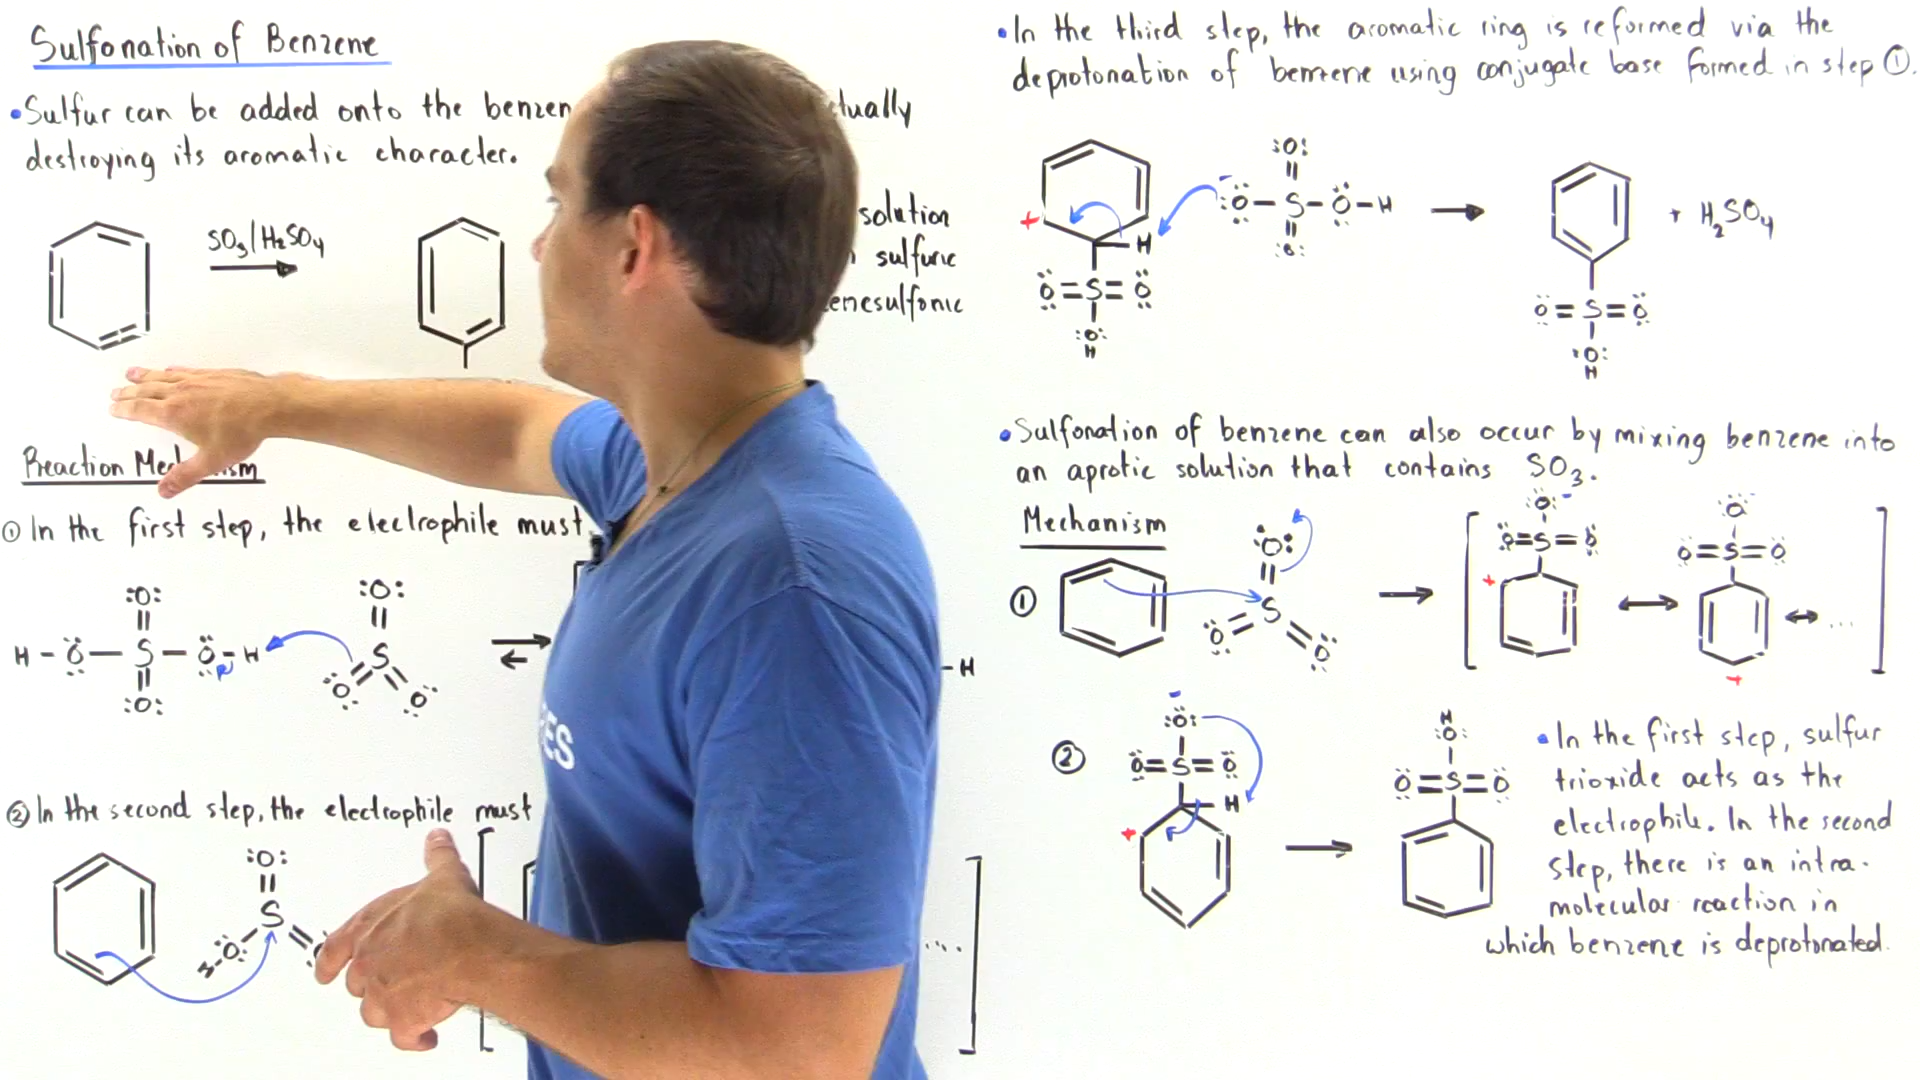 Sulfonation of Benzene
• Sulfur can be added onto the
destroying its aromatic character.
SO₃/H₂SO₄
solution
sulfuric
Reaction
① In the first step, the electrophile must
H-O-S-O-H
O
O
O
S
O
O
-H
② In the second step, the electrophile must
O
S
O
....
• In the third step, the aromatic ring is reformed via the
deprotonation of benzene using conjugate base formed in step ①.
+
H
O=S=O
O
H
-
O
O-S-O-H
O
+ H₂SO₄
O=S=O
O
H
• Sulfonation of benzene can also occur by mixing benzene into
an aprotic solution that contains SO₃.
Mechanism
①
O
S
O
O
O-
O=S=O
+
O-
O=S=O
+
...
②
-
O
O=S=O
H
+
H
O
O=S=O
• In the first step, sulfur
trioxide acts as the
electrophile. In the second
step, there is an intra-
molecular reaction in
which benzene is deprotonated.
ES